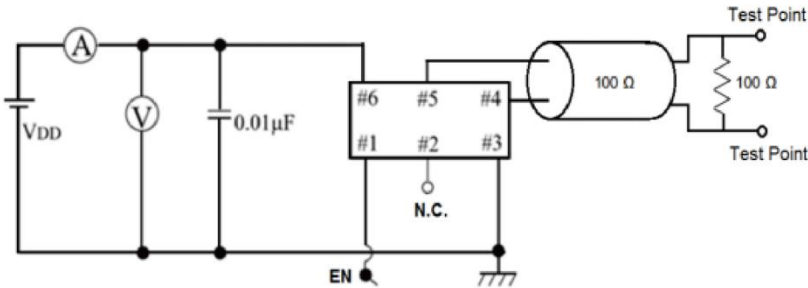 Test Point
A
#6 #5 #4
100 Ω
100 Ω
VDD
V
0.01μF
#1 #2 #3
Test Point
N.C.
EN